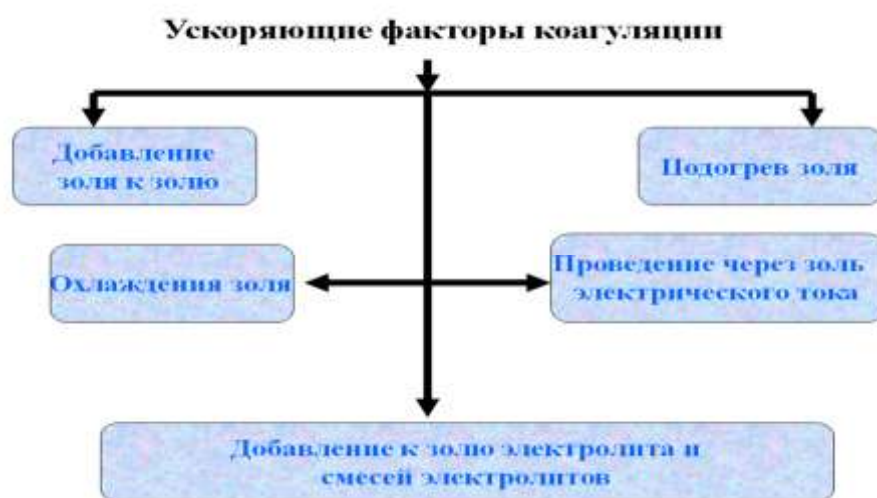 Ускоряющие факторы коагуляции
Добавление
золя к золю
Подогрев золя
Охлаждения золя
Проведение через золь
электрического тока
Добавление к золю электролита и
смесей электролитов